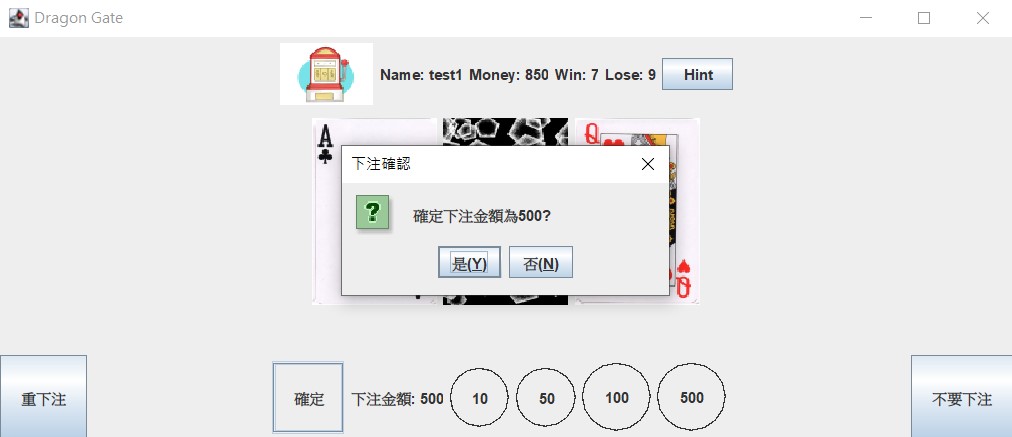 Dragon Gate
Name: test1 Money: 850 Win: 7 Lose: 9 Hint
A
Q
下注確認
?
確定下注金額為500?
是(Y) 否(N)
Q
重下注 確定 下注金額: 500 10 50 100 500 不要下注